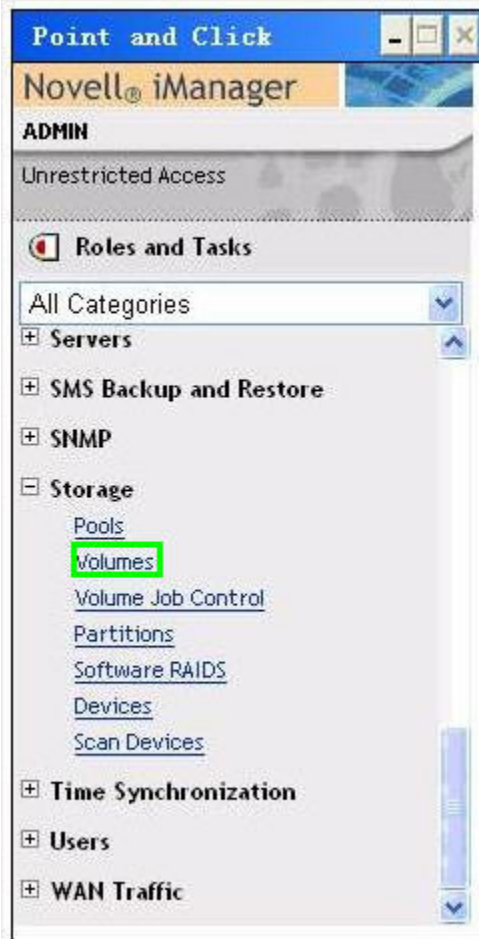 Point and Click
Novell® iManager
ADMIN
Unrestricted Access
Roles and Tasks
All Categories
Servers
SMS Backup and Restore
SNMP
Storage
Pools
Volumes
Volume Job Control
Partitions
Software RAIDS
Devices
Scan Devices
Time Synchronization
Users
WAN Traffic